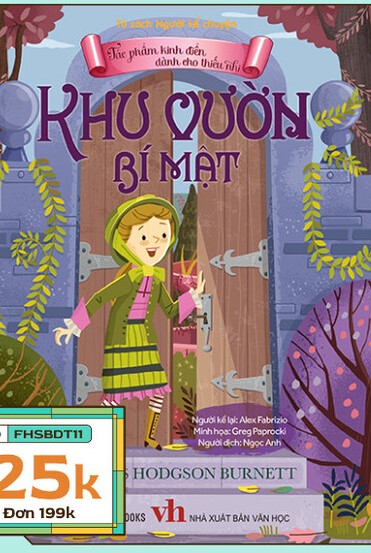 Tủ sách Người kể chuyện
Tác phẩm kinh điển
dành cho thiếu nhi
KHU VƯỜN
BÍ MẬT
Người kể lại: Alex Fabrizio
Minh họa: Greg Paprocki
Người dịch: Ngọc Anh
HODGSON BURNETT
FHSBDT11
25k
Đơn 199k
vh NHÀ XUẤT BẢN VĂN HỌC